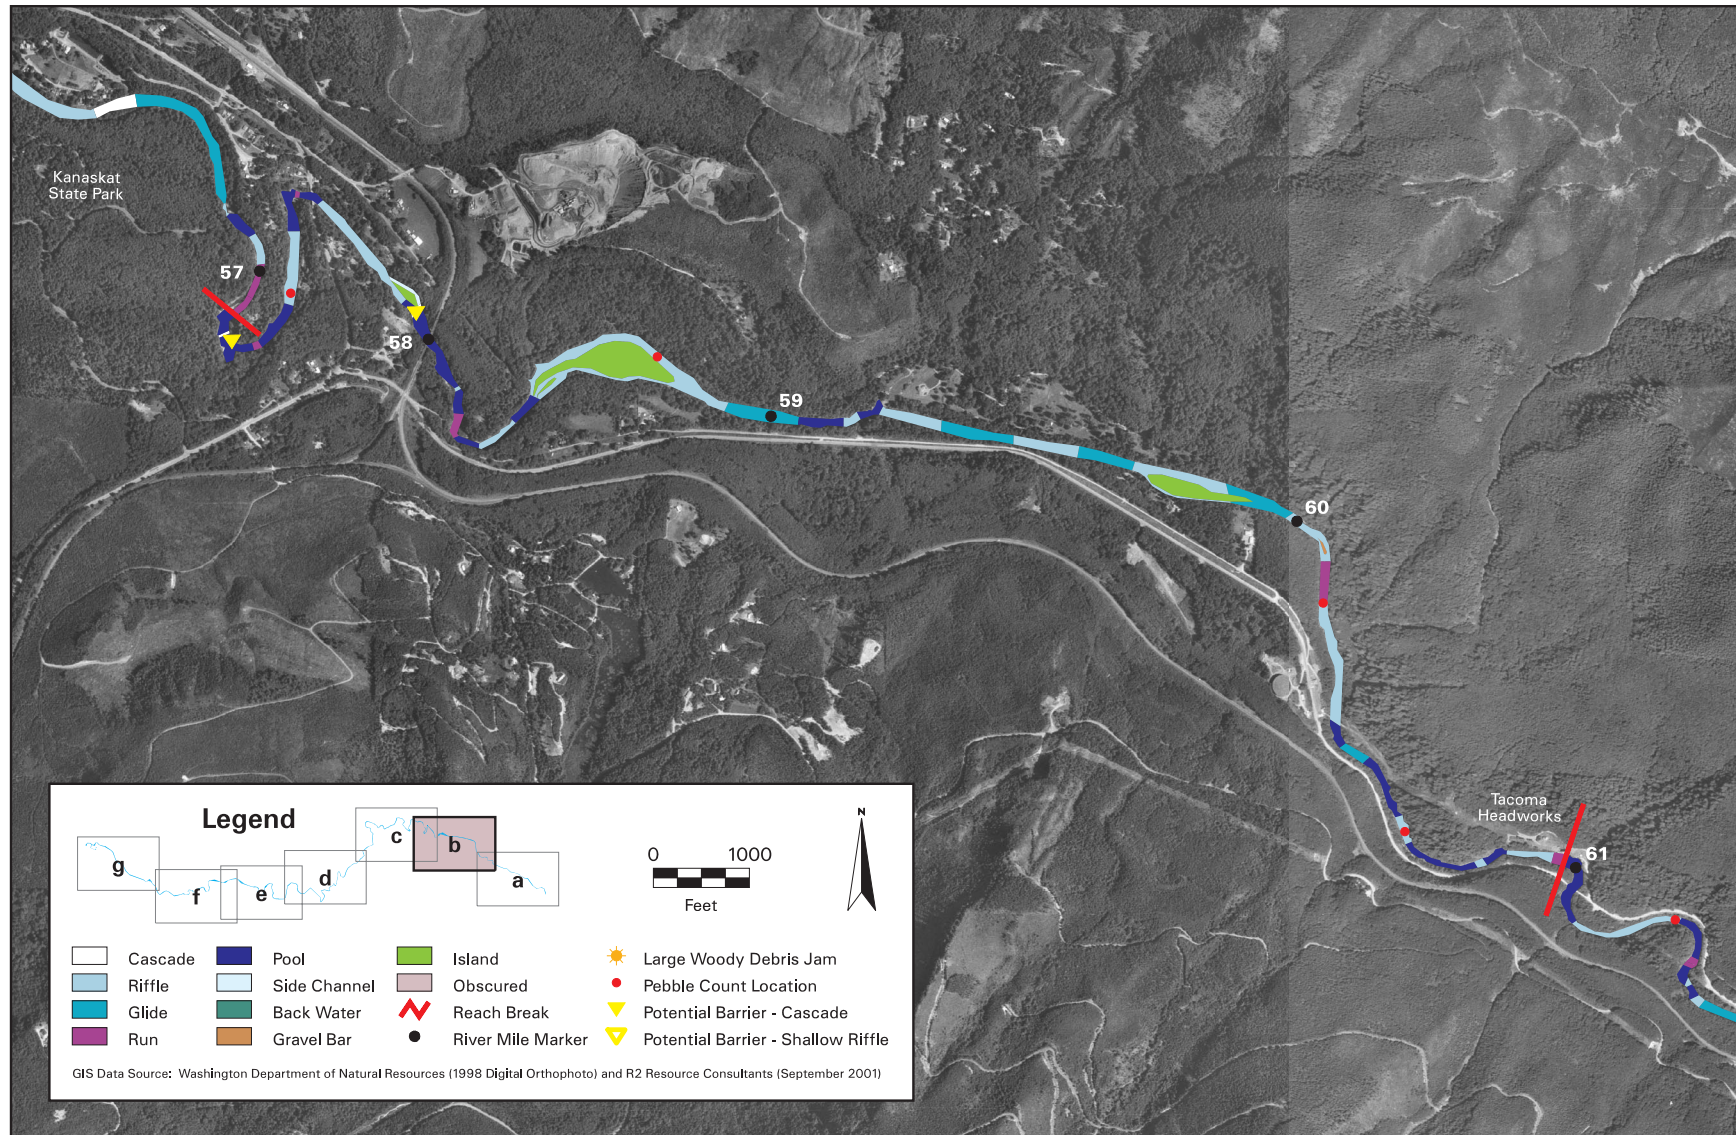 Kanaskat
State Park
57
58
59
60
Tacoma
Headworks
61
Legend
g
f
e
d
c
b
a
0 1000
Feet
N
Cascade
Riffle
Glide
Run
Pool
Side Channel
Back Water
Gravel Bar
Island
Obscured
Reach Break
River Mile Marker
Large Woody Debris Jam
Pebble Count Location
Potential Barrier - Cascade
Potential Barrier - Shallow Riffle
GIS Data Source: Washington Department of Natural Resources (1998 Digital Orthophoto) and R2 Resource Consultants (September 2001)